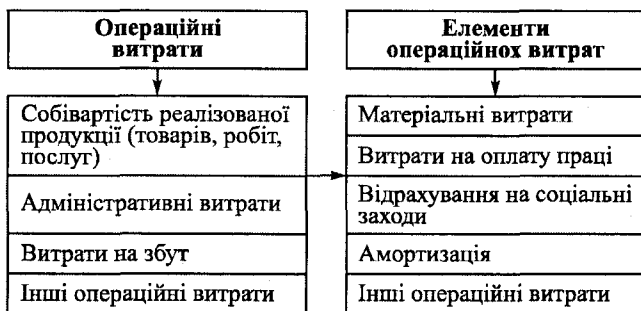 Операційні
витрати
Собівартість реалізованої
продукції (товарів, робіт,
послуг)
Адміністративні витрати
Витрати на збут
Інші операційні витрати
Елементи
операційнох витрат
Матеріальні витрати
Витрати на оплату праці
Відрахування на соціальні
заходи
Амортизація
Інші операційні витрати